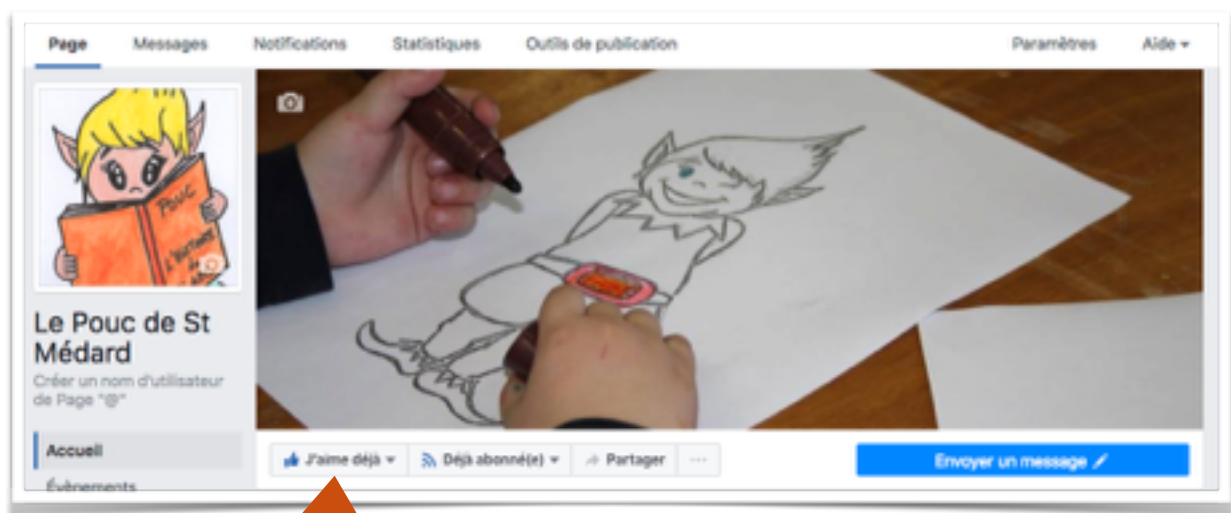 Page Messages Notifications Statistiques Outils de publication Paramètres Aide
POUC
Le Pouc de St
Médard
Créer un nom d'utilisateur
de Page "@"
Accueil
Évènements
J'aime déjà Déjà abonné(e) Partager ...
Envoyer un message